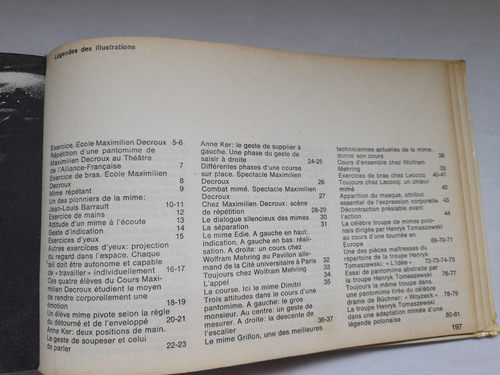 Légendes des illustrations
Exercice. Ecole Maximilien Decroux 5-6
Répétition d'une pantomime de
Maximilien Decroux au Théâtre
de l'Aliance-Française 7
Exercice de bras. Ecole Maximilien
Decroux 8
Mime répétant 9
Un des pionniers de la mime:
Jean-Louis Barrault 10-11
Exercice de mains 12
Attitude d'un mime à l'écoute 13
Geste d'indication 14
Exercices d'yeux 15
Autres exercices d'yeux: projection
du regard dans l'espace. Chaque
œil doit être autonome et capable
de «travailler» individuellement 16-17
Ces quatre élèves du Cours Maxi-
milien Decroux étudient le moyen
de rendre corporellement une
émotion 18-19
Un élève mime pivote selon la règle
du détourné et de l'enveloppé 20-21
Anne Ker: deux positions de main.
Le geste de soupeser et celui
de parler 22-23
Anne Ker: le geste de supplier à
gauche. Une phase du geste de
saisir à droite 24-25
Différentes phases d'une course
sur place. Spectacle Maximilien
Decroux 26
Combat mimé. Spectacle Maximilien
Decroux 27
Chez Maximilien Decroux: scène
de répétition 28-29
Le dialogue silencieux des mimes 30
La séparation 31
Le mime Edie. A gauche en haut:
indication. A gauche en bas: réali-
sation. A droite: un cours chez
Wolfram Mehring au Pavillon alle-
mand de la Cité universitaire à Paris 32
Toujours chez Wolfram Mehring 33
L'appel 34
La course. Ici le mime Dimitri 35
Trois attitudes dans le cours d'une
pantomime. A gauche: le gros
monsieur. Au centre: un geste de
mesurer. A droite: la descente de
l'escalier 36-37
Le mime Grillon, une des meilleures
techniciennes actuelles de la mime,
donne son cours 38
Cours d'ensemble chez Wolfram
Mehring 39
Exercices de bras chez Lecocq 40-41
Toujours chez Lecocq: un chœur
mimé
Apparition du masque, attribut
essentiel de l'expression corporelle 43
Décontraction préalable avant
l'action 44
La célèbre troupe de mimes polo-
nais dirigée par Henryk Tomaszewski
au cours d'une tournée en
Europe 69-70-71
Une des pièces maîtresses du
répertoire de la troupe Henryk
Tomaszewski: «L'Idée» 72-73-74-75
Essai de pantomime abstraite par
la troupe Henryk Tomaszewski 76-77
Toujours la même troupe dans
une pantomime tirée du célèbre
drame de Büchner: «Woyzeck» 78-79
La troupe Henryk Tomaszewski
dans une adaptation mimée d'une
légende polonaise 80-81
197